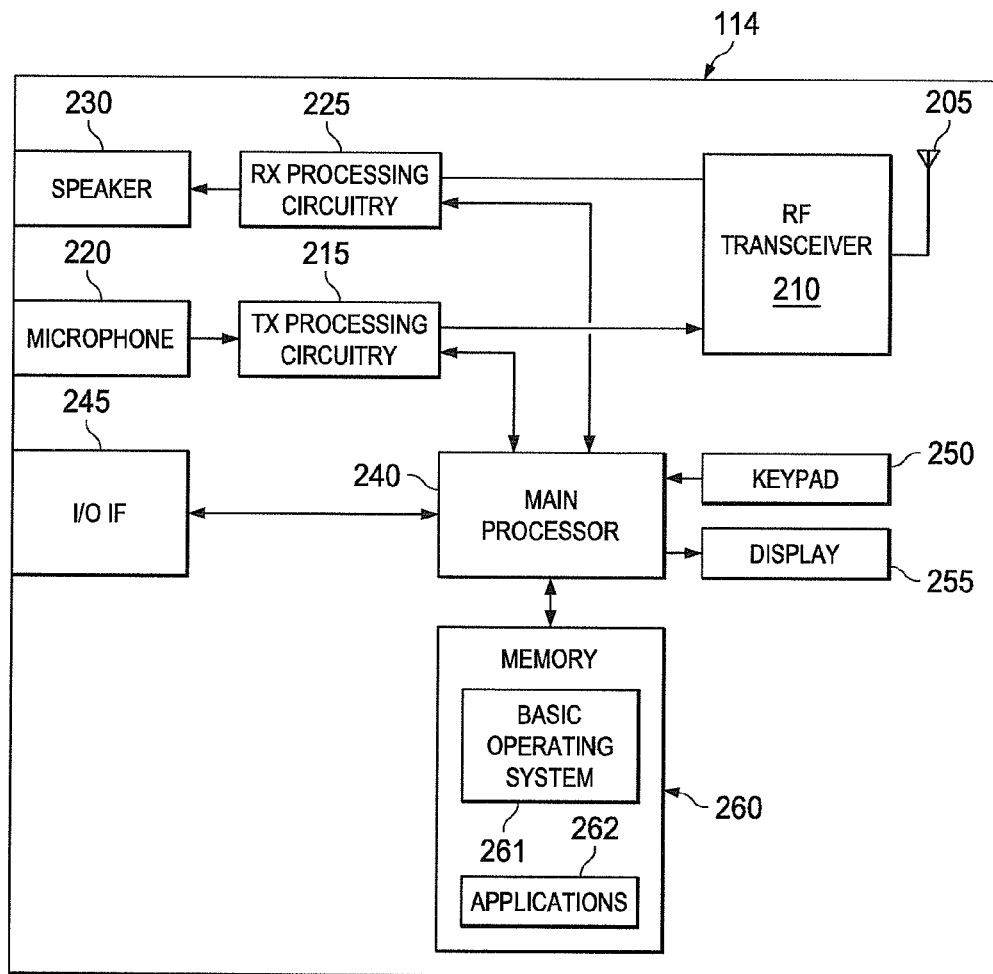 114
230
225
205
SPEAKER
RX PROCESSING
CIRCUITRY
RF
TRANSCEIVER
210
220
215
MICROPHONE
TX PROCESSING
CIRCUITRY
245
I/O IF
240
MAIN
PROCESSOR
KEYPAD
250
DISPLAY
255
MEMORY
BASIC
OPERATING
SYSTEM
261
262
260
APPLICATIONS